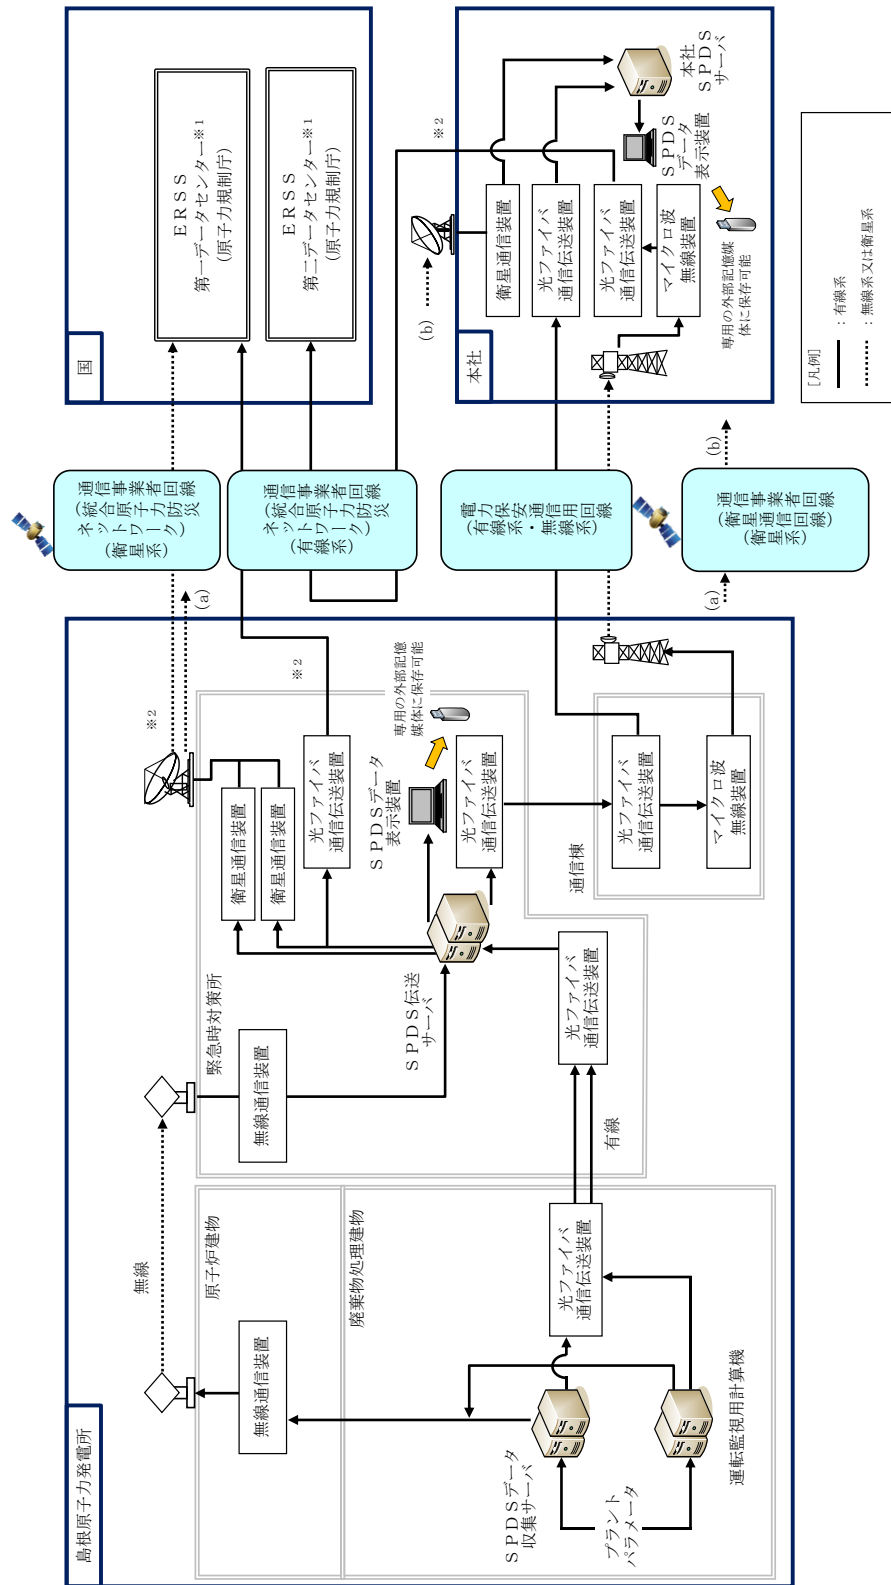 島根原子力発電所
プラント
パラメータ
SPDSデータ
収集サーバ
運転監視用計算機
原子炉建物
廃棄物処理建物
無線通信装置
光ファイバ
通信伝送装置
無線
有線
緊急時対策所
無線通信装置
SPDS伝送
サーバ
光ファイバ
通信伝送装置
衛星通信装置
衛星通信装置
光ファイバ
通信伝送装置
SPDSデータ
表示装置
光ファイバ
通信伝送装置
専用の外部記憶
媒体に保存可能
通信棟
光ファイバ
通信伝送装置
マイクロ波
無線装置
※2
※2
(a)
通信事業者回線
(統合原子力防災
ネットワーク)
(衛星系)
通信事業者回線
(統合原子力防災
ネットワーク)
(有線系)
電力保安通信用回線
(有線系・無線系)
(a)
通信事業者回線
(衛星通信回線)
(衛星系)
(b)
国
ERSS
第一データセンター※1
(原子力規制庁)
ERSS
第二データセンター※1
(原子力規制庁)
※2
本社
(b)
衛星通信装置
光ファイバ
通信伝送装置
光ファイバ
通信伝送装置
マイクロ波
無線装置
本社
SPDS
サーバ
SPDS
データ
表示装置
専用の外部記憶媒
体に保存可能
[凡例]
：有線系
：無線系又は衛星系